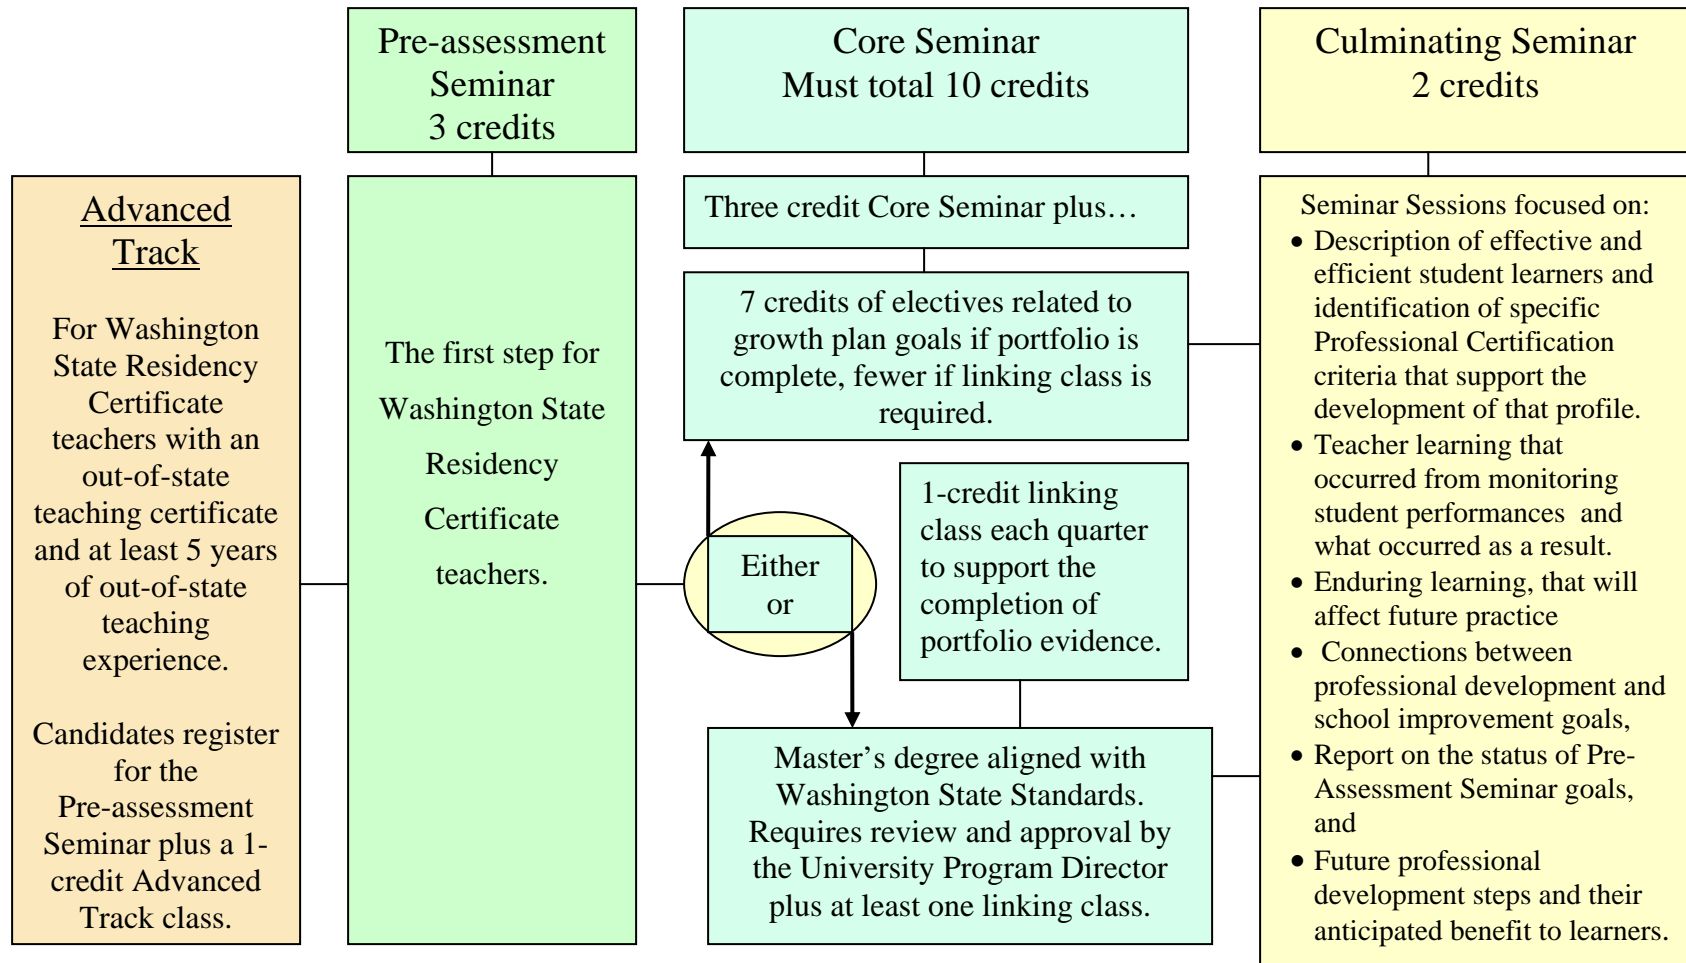 Pre-assessment
Seminar
3 credits
Core Seminar
Must total 10 credits
Culminating Seminar
2 credits
Advanced
Track
For Washington
State Residency
Certificate
teachers with an
out-of-state
teaching certificate
and at least 5 years
of out-of-state
teaching
experience.
Candidates register
for the
Pre-assessment
Seminar plus a 1-
credit Advanced
Track class.
The first step for
Washington State
Residency
Certificate
teachers.
Three credit Core Seminar plus…
7 credits of electives related to
growth plan goals if portfolio is
complete, fewer if linking class is
required.
Either
or
1-credit linking
class each quarter
to support the
completion of
portfolio evidence.
Master’s degree aligned with
Washington State Standards.
Requires review and approval by
the University Program Director
plus at least one linking class.
Seminar Sessions focused on:
• Description of effective and
efficient student learners and
identification of specific
Professional Certification
criteria that support the
development of that profile.
• Teacher learning that
occurred from monitoring
student performances and
what occurred as a result.
• Enduring learning, that will
affect future practice
• Connections between
professional development and
school improvement goals,
• Report on the status of Pre-
Assessment Seminar goals,
and
• Future professional
development steps and their
anticipated benefit to learners.